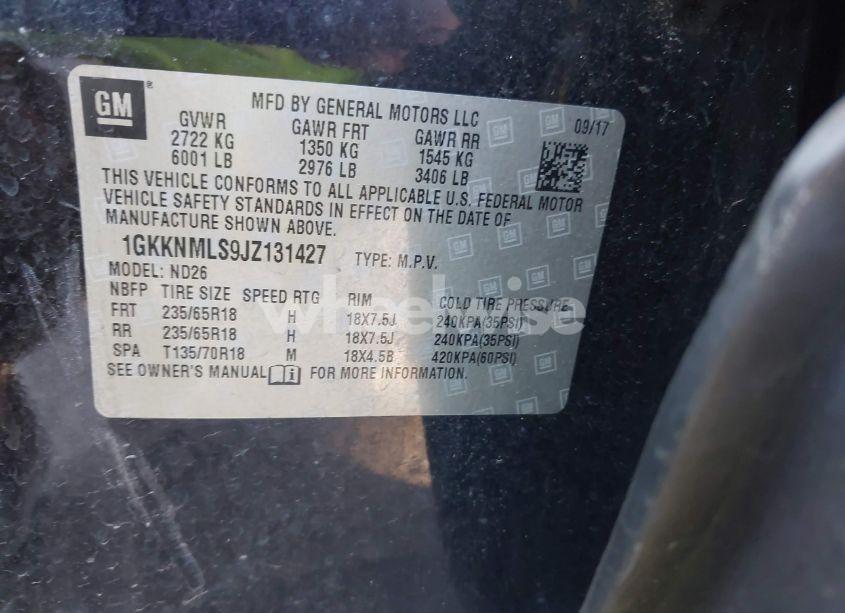 GM
MFD BY GENERAL MOTORS LLC
GVWR GAWR FRT GAWR RR 09/17
2722 KG 1350 KG 1545 KG
6001 LB 2976 LB 3406 LB
THIS VEHICLE CONFORMS TO ALL APPLICABLE U.S. FEDERAL MOTOR
VEHICLE SAFETY STANDARDS IN EFFECT ON THE DATE OF
MANUFACTURE SHOWN ABOVE.
1GKKNMLS9JZ131427 TYPE: M.P.V.
MODEL: ND26
NBFP TIRE SIZE SPEED RTG RIM COLD TIRE PRESSURE
FRT 235/65R18 H 18X7.5J 240KPA(35PSI)
RR 235/65R18 H 18X7.5J 240KPA(35PSI)
SPA T135/70R18 M 18X4.5B 420KPA(60PSI)
SEE OWNER'S MANUAL FOR MORE INFORMATION.
wheelwise